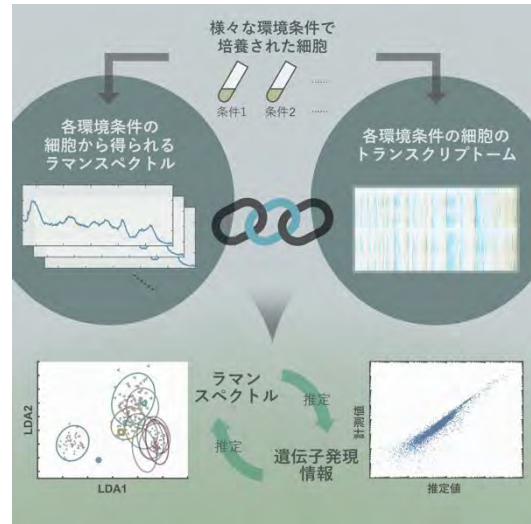 様々な環境条件で
培養された細胞
条件1 条件2 ......
各環境条件の
細胞から得られる
ラマンスペクトル
各環境条件の細胞の
トランスクリプトーム
ラマン
スペクトル
推定
推定
遺伝子発現
情報
LDA2
LDA1
計測値
推定値